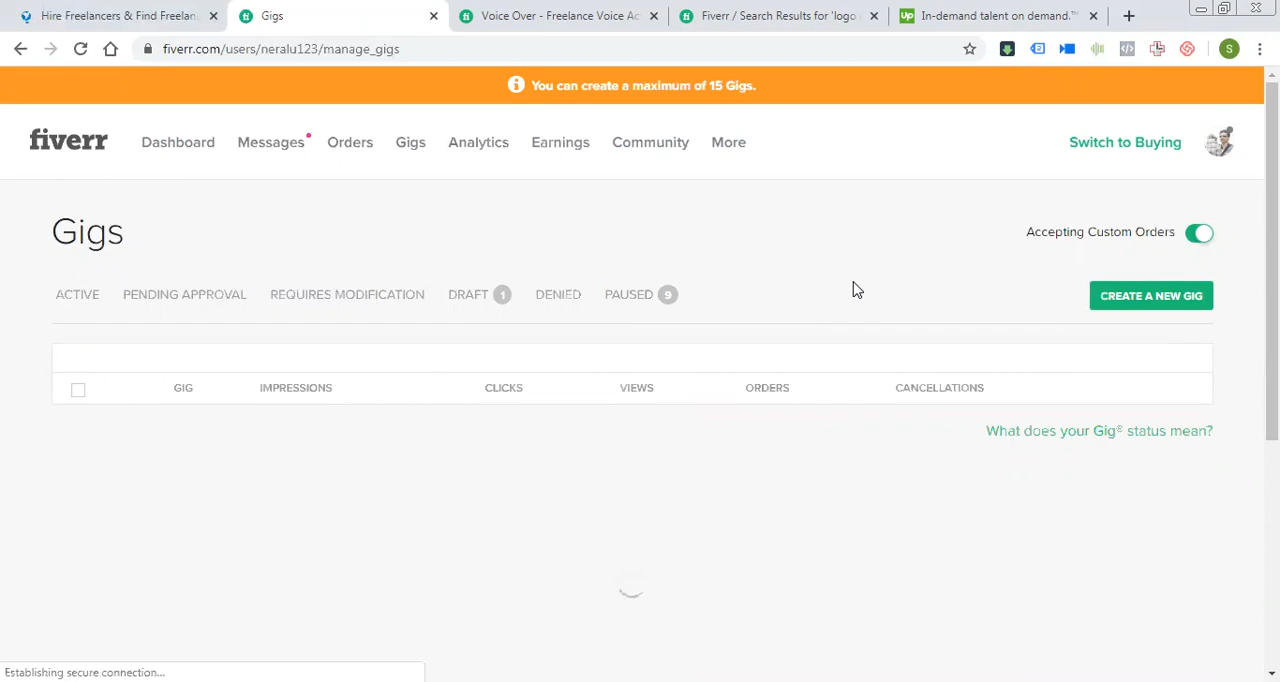 Hire Freelancers & Find Freelan
Gigs
Voice Over - Freelance Voice Ac
Fiverr / Search Results for 'logo
Up In-demand talent on demand.™
fiverr.com/users/neralu123/manage_gigs
S
You can create a maximum of 15 Gigs.
fiverr Dashboard Messages Orders Gigs Analytics Earnings Community More Switch to Buying
Gigs
Accepting Custom Orders
ACTIVE PENDING APPROVAL REQUIRES MODIFICATION DRAFT 1 DENIED PAUSED 9 CREATE A NEW GIG
GIG IMPRESSIONS CLICKS VIEWS ORDERS CANCELLATIONS
What does your Gig® status mean?
Establishing secure connection...